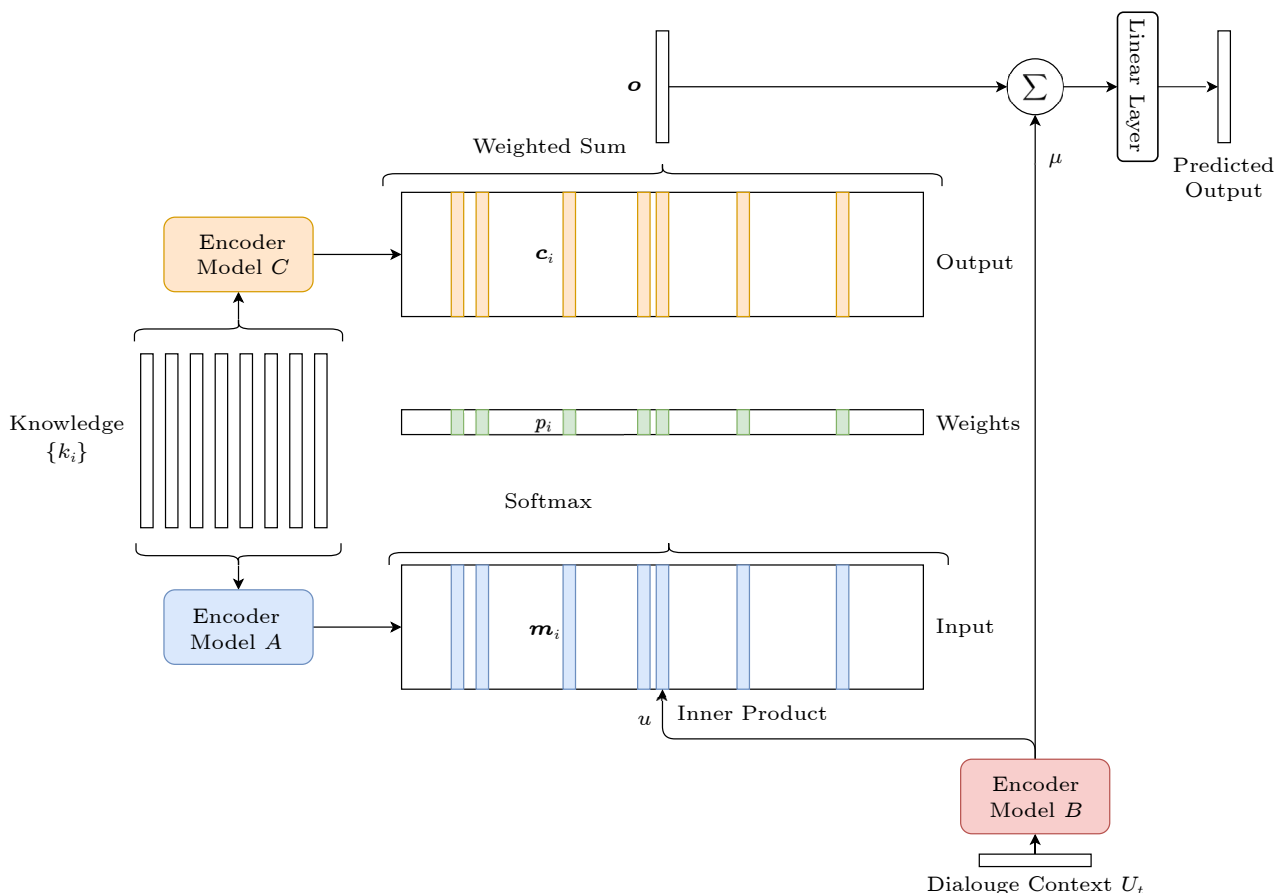 o
Σ
Linear Layer
μ
Predicted
Output
Weighted Sum
Encoder
Model C
c_i
Output
Knowledge
{k_i}
p_i
Weights
Softmax
Encoder
Model A
m_i
Input
u
Inner Product
Encoder
Model B
Dialouge Context U_t